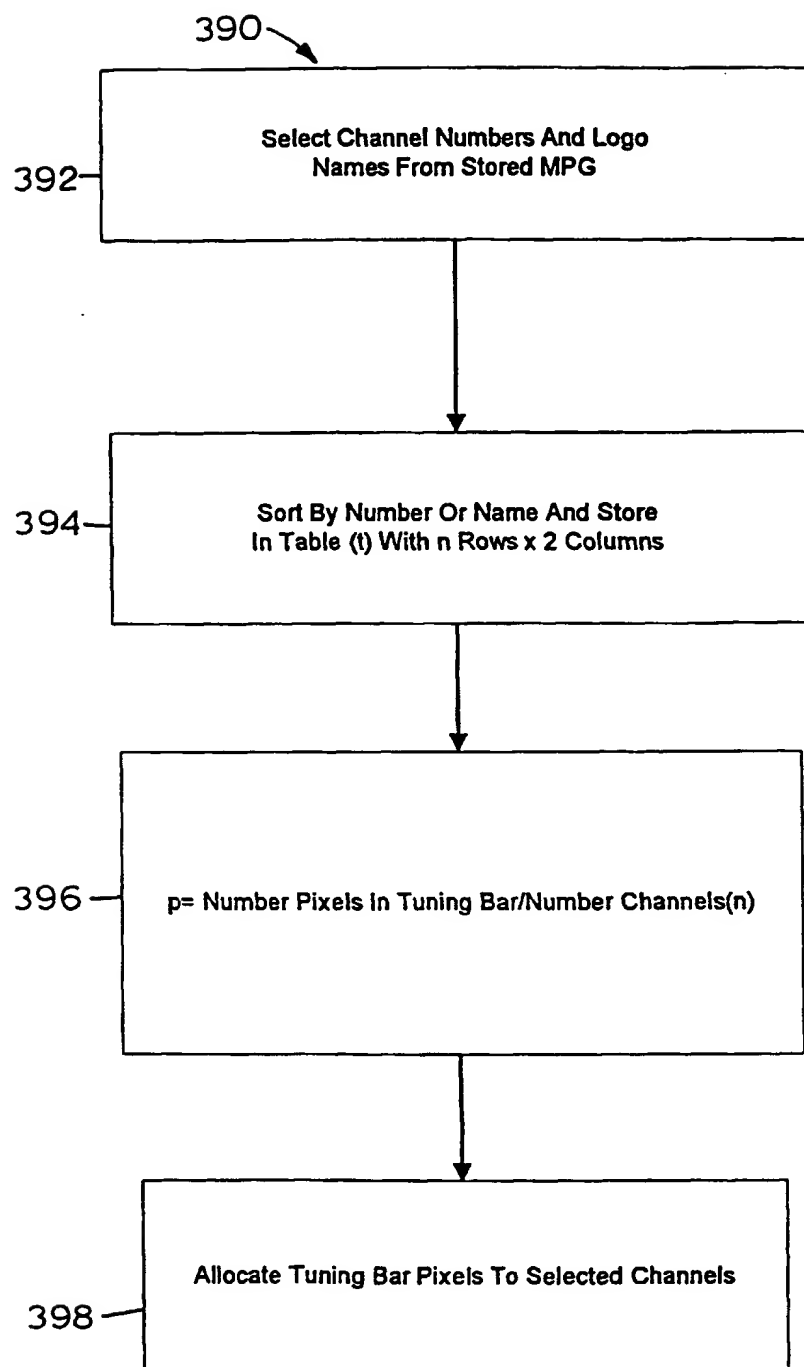 390
Select Channel Numbers And Logo
Names From Stored MPG
392
Sort By Number Or Name And Store
In Table (t) With n Rows x 2 Columns
394
p= Number Pixels In Tuning Bar/Number Channels(n)
396
Allocate Tuning Bar Pixels To Selected Channels
398